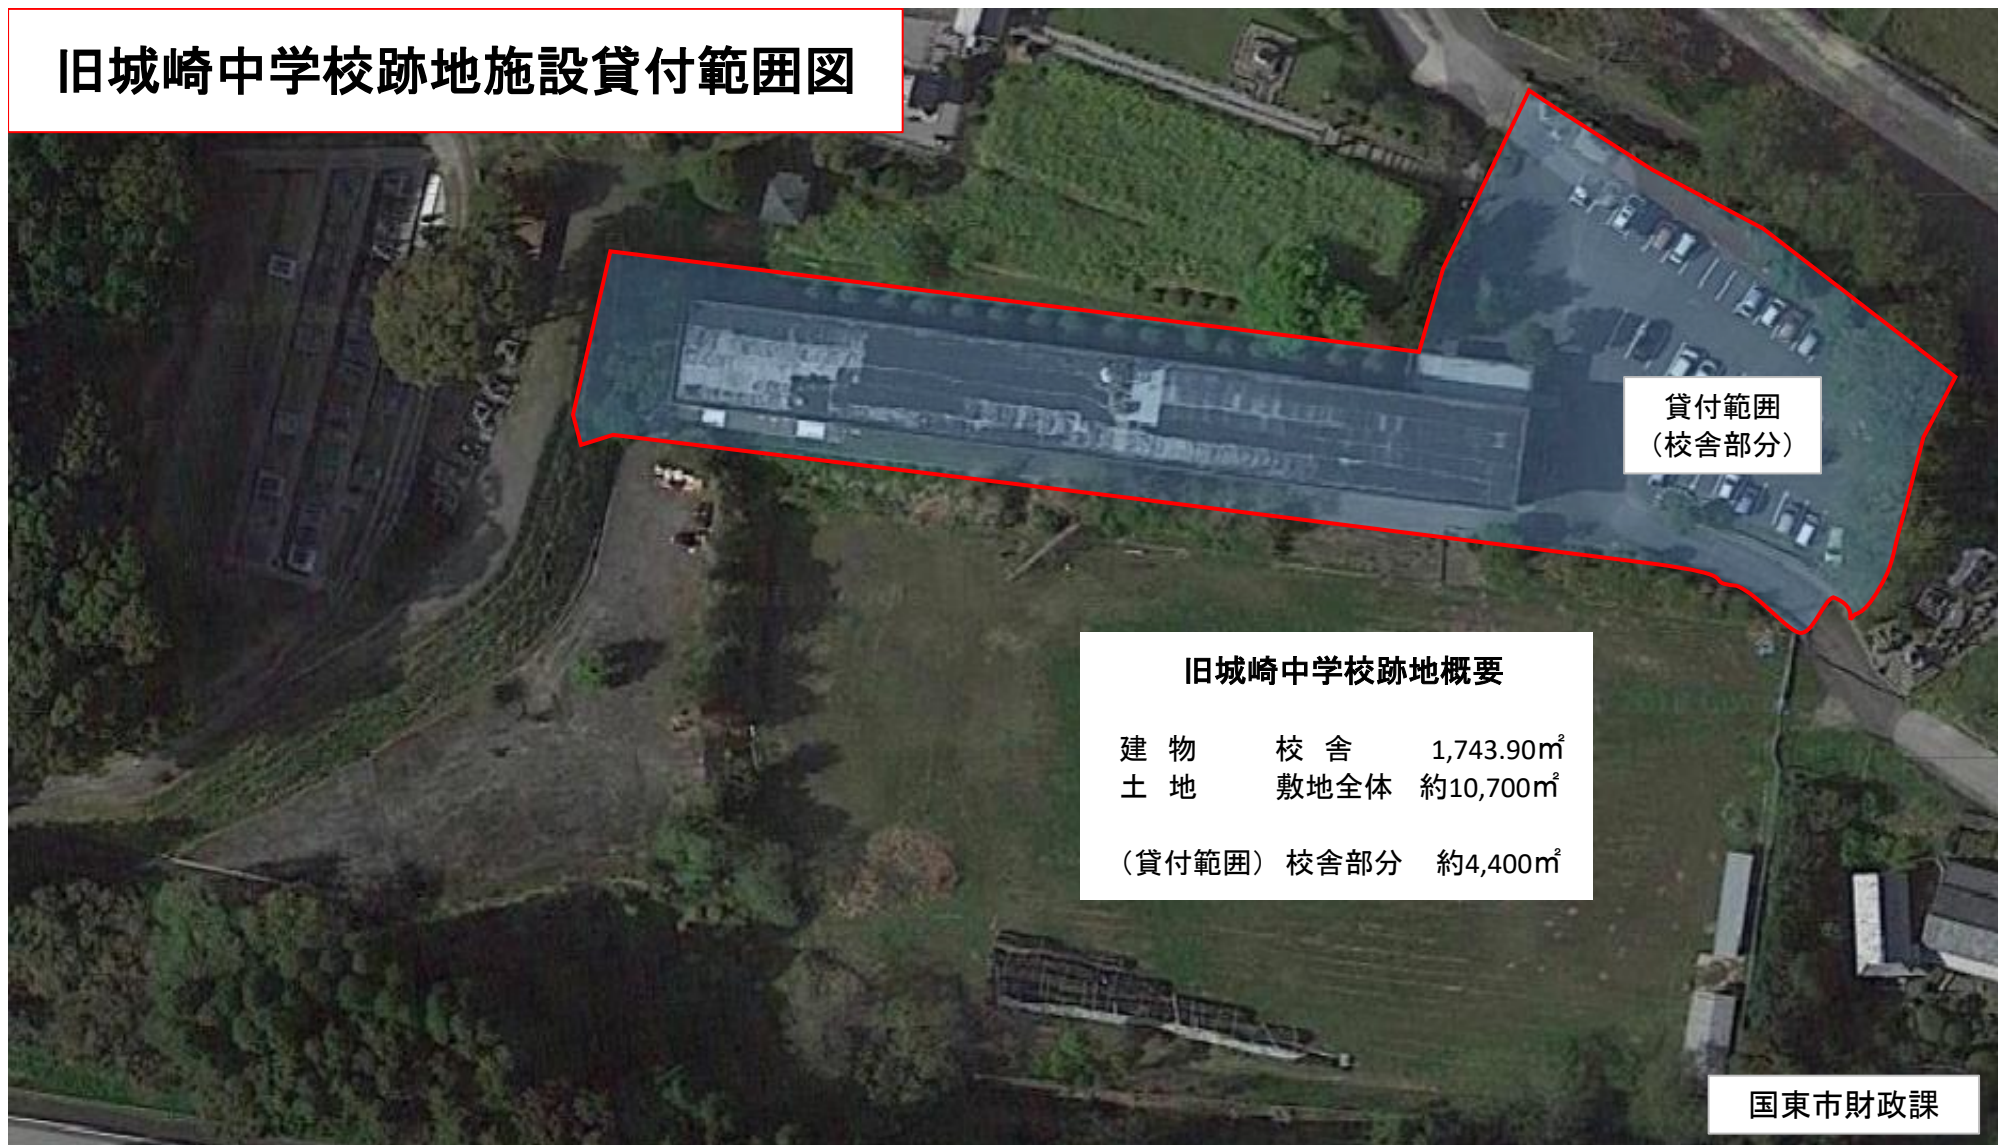 旧城崎中学校跡地施設貸付範囲図
貸付範囲
（校舎部分）
旧城崎中学校跡地概要
建 物 校 舎 1,743.90㎡
土 地 敷地全体 約10,700㎡
（貸付範囲）校舎部分 約4,400㎡
国東市財政課